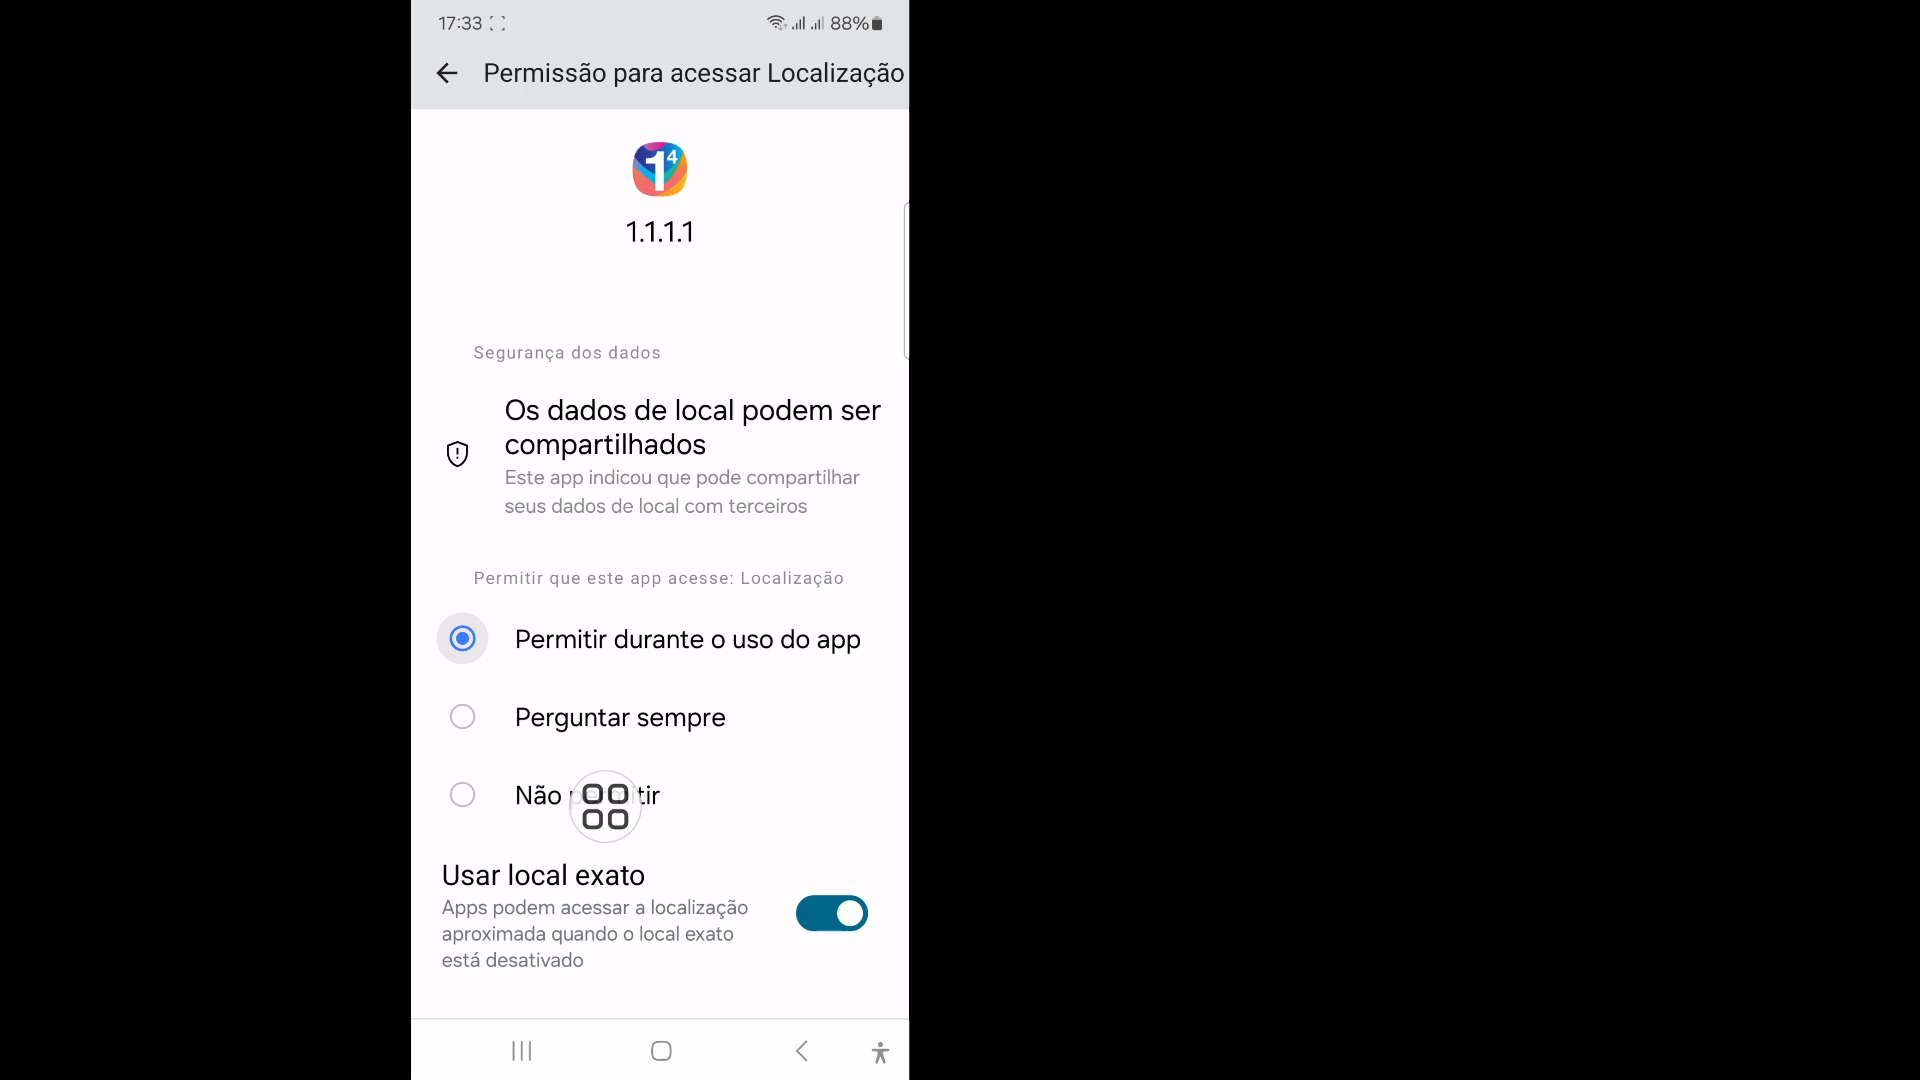 17:33
88%
Permissão para acessar Localização
1⁴
1.1.1.1
Segurança dos dados
Os dados de local podem ser
compartilhados
Este app indicou que pode compartilhar
seus dados de local com terceiros
Permitir que este app acesse: Localização
Permitir durante o uso do app
Perguntar sempre
Não permitir
Usar local exato
Apps podem acessar a localização
aproximada quando o local exato
está desativado